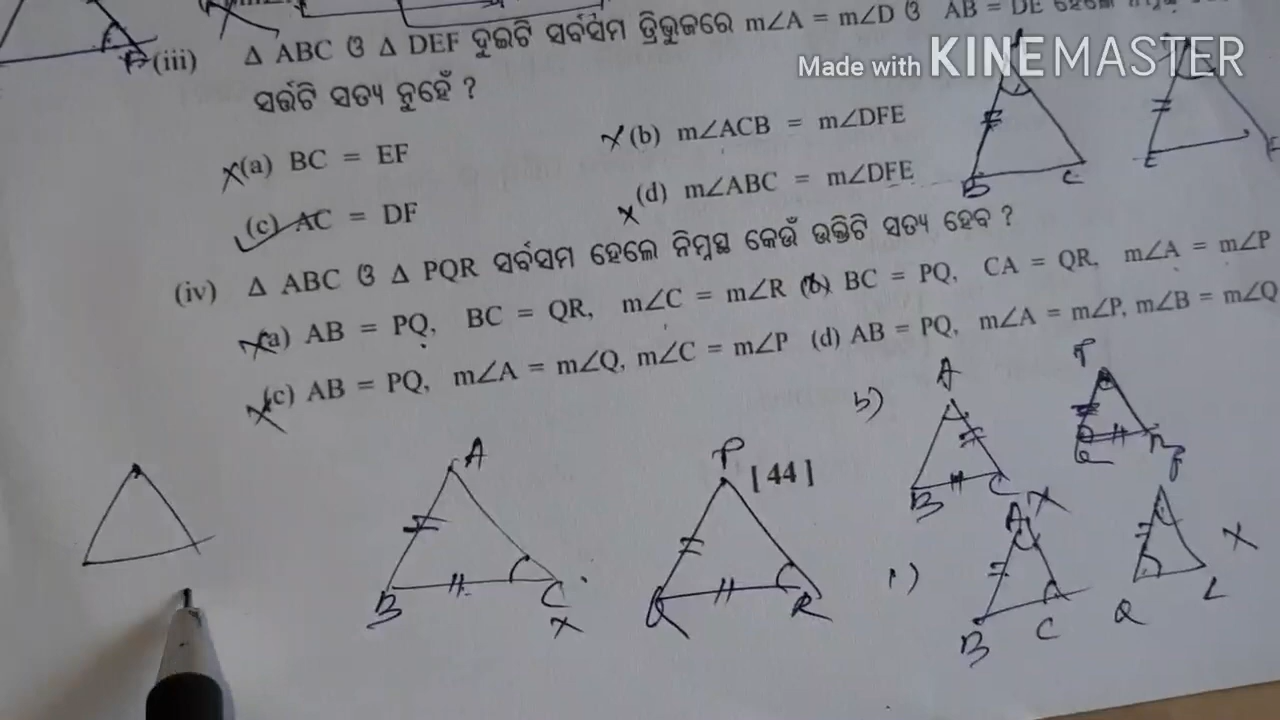 Made with KINEMASTER
(iii) Δ ABC ଓ Δ DEF ଦୁଇଟି ସର୍ବସମ ତ୍ରିଭୁଜରେ m∠A = m∠D ଓ AB = DE ହେଲେ
ସର୍ତ୍ତଟି ସତ୍ୟ ନୁହେଁ ?
(a) BC = EF (b) m∠ACB = m∠DFE
(c) AC = DF (d) m∠ABC = m∠DFE
B C E
(iv) Δ ABC ଓ Δ PQR ସର୍ବସମ ହେଲେ ନିମ୍ନସ୍ଥ କେଉଁ ଉକ୍ତିଟି ସତ୍ୟ ହେବ ?
(a) AB = PQ, BC = QR, m∠C = m∠R (b) BC = PQ, CA = QR, m∠A = m∠P
(c) AB = PQ, m∠A = m∠Q, m∠C = m∠P (d) AB = PQ, m∠A = m∠P, m∠B = m∠Q
b) A P
B C
A P [ 44 ]
B C Q R
A
B C Q